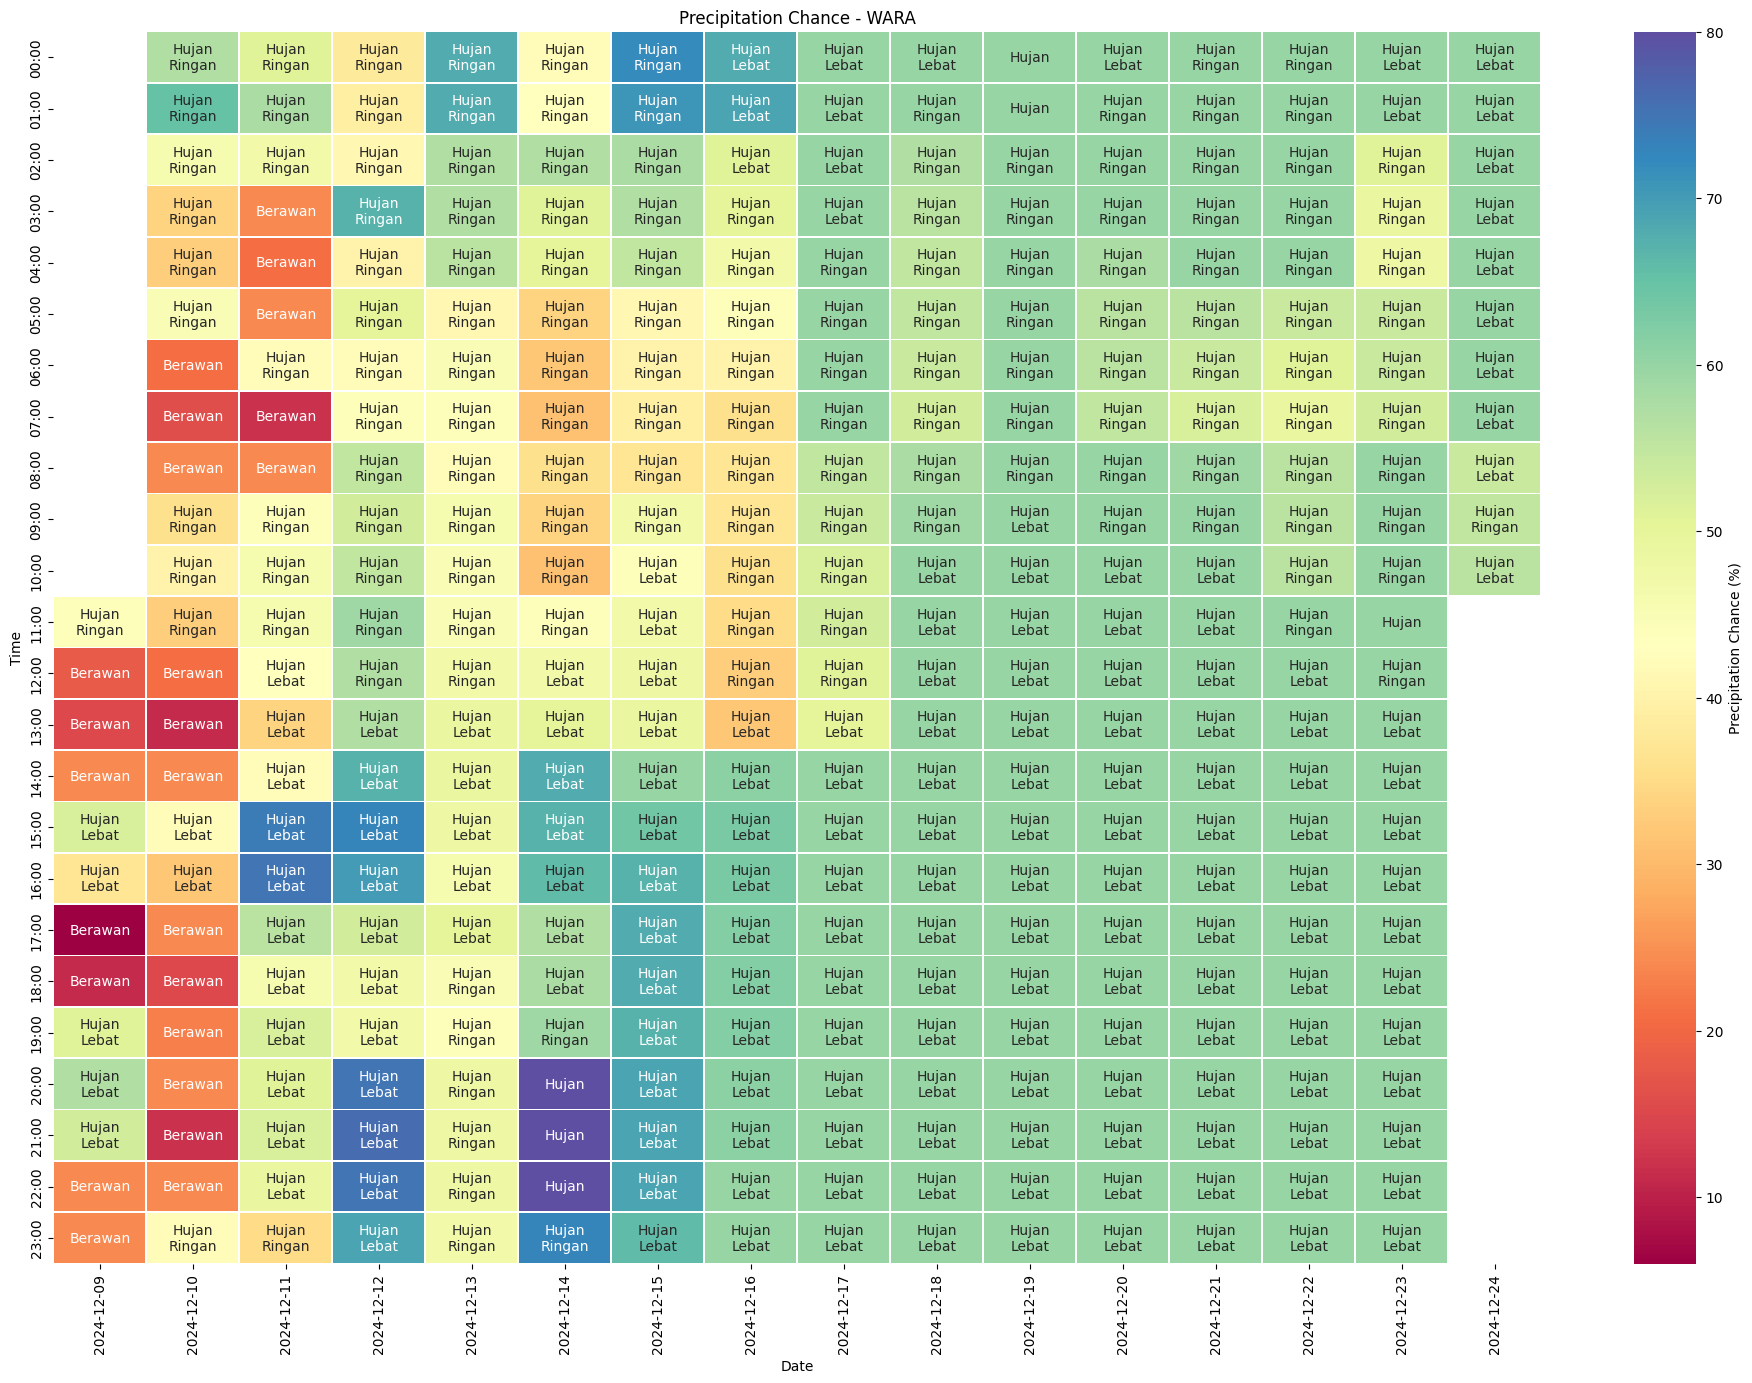 Precipitation Chance - WARA
00:00 Hujan Ringan Hujan Ringan Hujan Ringan Hujan Ringan Hujan Ringan Hujan Ringan Hujan Lebat Hujan Lebat Hujan Lebat Hujan Hujan Lebat Hujan Ringan Hujan Ringan Hujan Lebat Hujan Lebat
01:00 Hujan Ringan Hujan Ringan Hujan Ringan Hujan Ringan Hujan Ringan Hujan Ringan Hujan Lebat Hujan Lebat Hujan Ringan Hujan Hujan Ringan Hujan Ringan Hujan Ringan Hujan Lebat Hujan Lebat
02:00 Hujan Ringan Hujan Ringan Hujan Ringan Hujan Ringan Hujan Ringan Hujan Ringan Hujan Lebat Hujan Lebat Hujan Ringan Hujan Ringan Hujan Ringan Hujan Ringan Hujan Ringan Hujan Ringan Hujan Lebat
03:00 Hujan Ringan Berawan Hujan Ringan Hujan Ringan Hujan Ringan Hujan Ringan Hujan Ringan Hujan Lebat Hujan Ringan Hujan Ringan Hujan Ringan Hujan Ringan Hujan Ringan Hujan Ringan Hujan Lebat
04:00 Hujan Ringan Berawan Hujan Ringan Hujan Ringan Hujan Ringan Hujan Ringan Hujan Ringan Hujan Ringan Hujan Ringan Hujan Ringan Hujan Ringan Hujan Ringan Hujan Ringan Hujan Ringan Hujan Lebat
05:00 Hujan Ringan Berawan Hujan Ringan Hujan Ringan Hujan Ringan Hujan Ringan Hujan Ringan Hujan Ringan Hujan Ringan Hujan Ringan Hujan Ringan Hujan Ringan Hujan Ringan Hujan Ringan Hujan Lebat
06:00 Berawan Hujan Ringan Hujan Ringan Hujan Ringan Hujan Ringan Hujan Ringan Hujan Ringan Hujan Ringan Hujan Ringan Hujan Ringan Hujan Ringan Hujan Ringan Hujan Ringan Hujan Ringan Hujan Lebat
07:00 Berawan Berawan Hujan Ringan Hujan Ringan Hujan Ringan Hujan Ringan Hujan Ringan Hujan Ringan Hujan Ringan Hujan Ringan Hujan Ringan Hujan Ringan Hujan Ringan Hujan Ringan Hujan Lebat
08:00 Berawan Berawan Hujan Ringan Hujan Ringan Hujan Ringan Hujan Ringan Hujan Ringan Hujan Ringan Hujan Ringan Hujan Ringan Hujan Ringan Hujan Ringan Hujan Ringan Hujan Ringan Hujan Lebat
09:00 Hujan Ringan Hujan Ringan Hujan Ringan Hujan Ringan Hujan Ringan Hujan Ringan Hujan Ringan Hujan Ringan Hujan Ringan Hujan Lebat Hujan Ringan Hujan Ringan Hujan Ringan Hujan Ringan Hujan Ringan
10:00 Hujan Ringan Hujan Ringan Hujan Ringan Hujan Ringan Hujan Ringan Hujan Lebat Hujan Ringan Hujan Ringan Hujan Lebat Hujan Lebat Hujan Lebat Hujan Lebat Hujan Ringan Hujan Ringan Hujan Lebat
11:00 Hujan Ringan Hujan Ringan Hujan Ringan Hujan Ringan Hujan Ringan Hujan Ringan Hujan Lebat Hujan Ringan Hujan Ringan Hujan Lebat Hujan Lebat Hujan Lebat Hujan Lebat Hujan Ringan Hujan
12:00 Berawan Berawan Hujan Lebat Hujan Ringan Hujan Ringan Hujan Lebat Hujan Lebat Hujan Ringan Hujan Ringan Hujan Lebat Hujan Lebat Hujan Lebat Hujan Lebat Hujan Lebat Hujan Ringan
13:00 Berawan Berawan Hujan Lebat Hujan Lebat Hujan Lebat Hujan Lebat Hujan Lebat Hujan Lebat Hujan Lebat Hujan Lebat Hujan Lebat Hujan Lebat Hujan Lebat Hujan Lebat Hujan Lebat
14:00 Berawan Berawan Hujan Lebat Hujan Lebat Hujan Lebat Hujan Lebat Hujan Lebat Hujan Lebat Hujan Lebat Hujan Lebat Hujan Lebat Hujan Lebat Hujan Lebat Hujan Lebat Hujan Lebat
15:00 Hujan Lebat Hujan Lebat Hujan Lebat Hujan Lebat Hujan Lebat Hujan Lebat Hujan Lebat Hujan Lebat Hujan Lebat Hujan Lebat Hujan Lebat Hujan Lebat Hujan Lebat Hujan Lebat Hujan Lebat
16:00 Hujan Lebat Hujan Lebat Hujan Lebat Hujan Lebat Hujan Lebat Hujan Lebat Hujan Lebat Hujan Lebat Hujan Lebat Hujan Lebat Hujan Lebat Hujan Lebat Hujan Lebat Hujan Lebat Hujan Lebat
17:00 Berawan Berawan Hujan Lebat Hujan Lebat Hujan Lebat Hujan Lebat Hujan Lebat Hujan Lebat Hujan Lebat Hujan Lebat Hujan Lebat Hujan Lebat Hujan Lebat Hujan Lebat Hujan Lebat
18:00 Berawan Berawan Hujan Lebat Hujan Lebat Hujan Ringan Hujan Lebat Hujan Lebat Hujan Lebat Hujan Lebat Hujan Lebat Hujan Lebat Hujan Lebat Hujan Lebat Hujan Lebat Hujan Lebat
19:00 Hujan Lebat Berawan Hujan Lebat Hujan Lebat Hujan Ringan Hujan Ringan Hujan Lebat Hujan Lebat Hujan Lebat Hujan Lebat Hujan Lebat Hujan Lebat Hujan Lebat Hujan Lebat Hujan Lebat
20:00 Hujan Lebat Berawan Hujan Lebat Hujan Lebat Hujan Ringan Hujan Hujan Lebat Hujan Lebat Hujan Lebat Hujan Lebat Hujan Lebat Hujan Lebat Hujan Lebat Hujan Lebat Hujan Lebat
21:00 Hujan Lebat Berawan Hujan Lebat Hujan Lebat Hujan Ringan Hujan Hujan Lebat Hujan Lebat Hujan Lebat Hujan Lebat Hujan Lebat Hujan Lebat Hujan Lebat Hujan Lebat Hujan Lebat
22:00 Berawan Berawan Hujan Lebat Hujan Lebat Hujan Ringan Hujan Hujan Lebat Hujan Lebat Hujan Lebat Hujan Lebat Hujan Lebat Hujan Lebat Hujan Lebat Hujan Lebat Hujan Lebat
23:00 Berawan Hujan Ringan Hujan Ringan Hujan Lebat Hujan Ringan Hujan Ringan Hujan Lebat Hujan Lebat Hujan Lebat Hujan Lebat Hujan Lebat Hujan Lebat Hujan Lebat Hujan Lebat Hujan Lebat
Time
2024-12-09 2024-12-10 2024-12-11 2024-12-12 2024-12-13 2024-12-14 2024-12-15 2024-12-16 2024-12-17 2024-12-18 2024-12-19 2024-12-20 2024-12-21 2024-12-22 2024-12-23 2024-12-24
Date
80
70
60
50
40
30
20
10
Precipitation Chance (%)